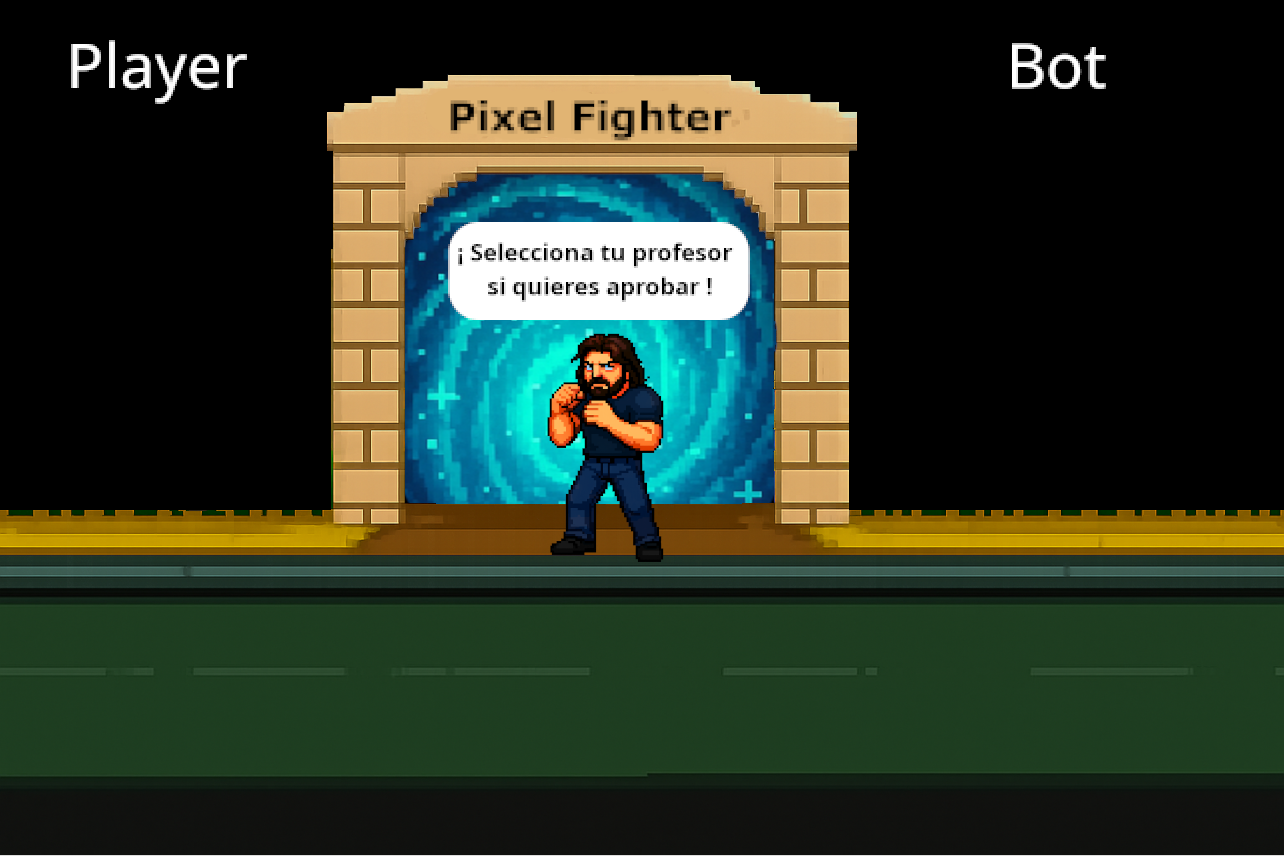 Player
Bot
Pixel Fighter
¡ Selecciona tu profesor
si quieres aprobar !